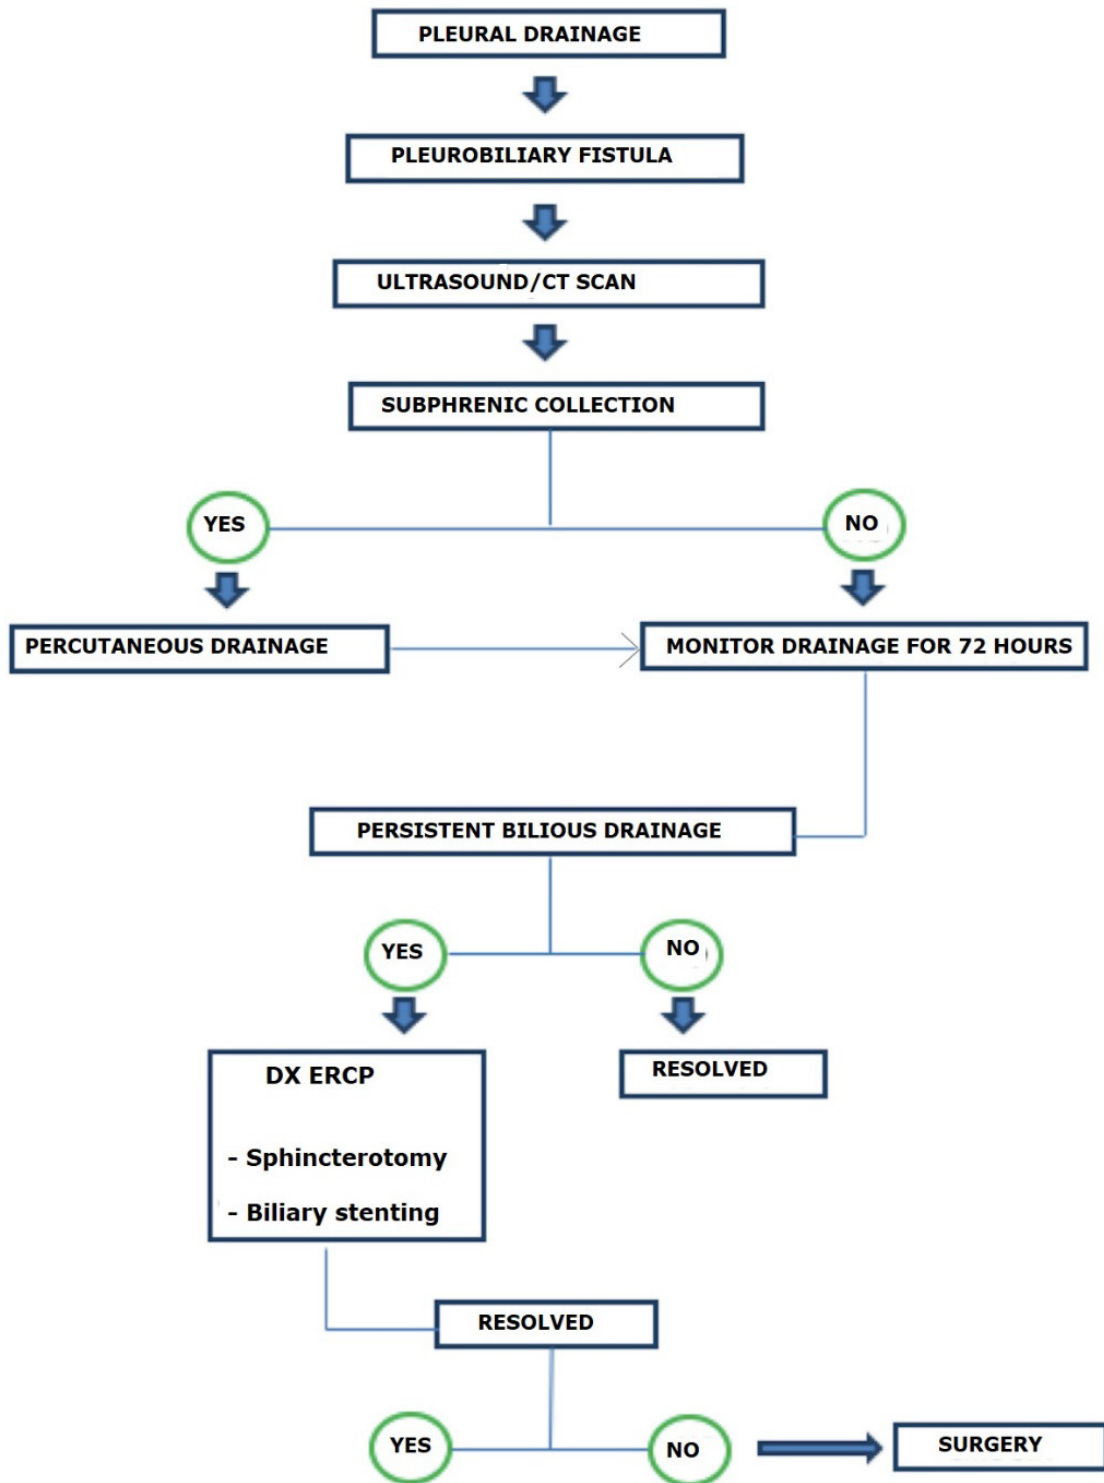 PLEURAL DRAINAGE
PLEUROBILIARY FISTULA
ULTRASOUND/CT SCAN
SUBPHRENIC COLLECTION
YES
NO
PERCUTANEOUS DRAINAGE
MONITOR DRAINAGE FOR 72 HOURS
PERSISTENT BILIOUS DRAINAGE
YES
NO
DX ERCP
- Sphincterotomy
- Biliary stenting
RESOLVED
RESOLVED
YES
NO
SURGERY